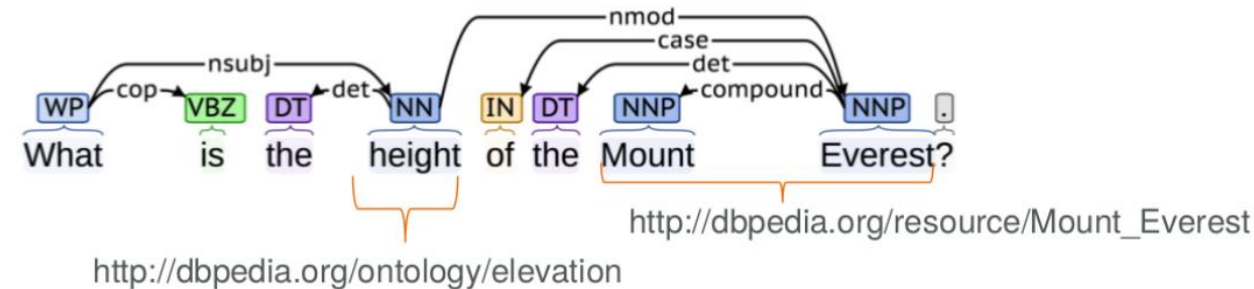 nmod
case
nsubj det
cop det compound
WP VBZ DT NN IN DT NNP NNP .
What is the height of the Mount Everest?
http://dbpedia.org/resource/Mount_Everest
http://dbpedia.org/ontology/elevation